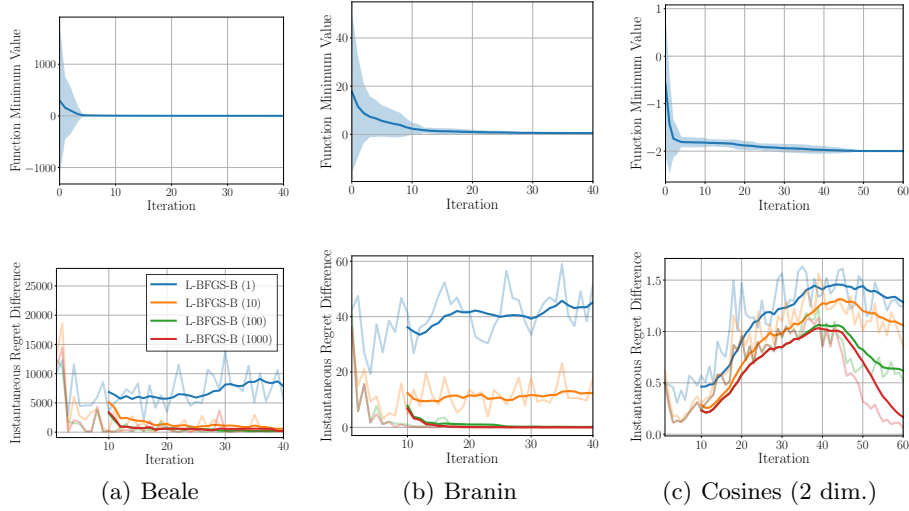 Function Minimum Value
1000
0
−1000
0 10 20 30 40
Iteration
Function Minimum Value
40
20
0
0 10 20 30 40
Iteration
Function Minimum Value
1
0
−1
−2
0 10 20 30 40 50 60
Iteration
Instantaneous Regret Difference
25000
20000
15000
10000
5000
0
L-BFGS-B (1)
L-BFGS-B (10)
L-BFGS-B (100)
L-BFGS-B (1000)
10 20 30 40
Iteration
Instantaneous Regret Difference
60
40
20
0
10 20 30 40
Iteration
Instantaneous Regret Difference
1.5
1.0
0.5
0.0
10 20 30 40 50 60
Iteration
(a) Beale
(b) Branin
(c) Cosines (2 dim.)